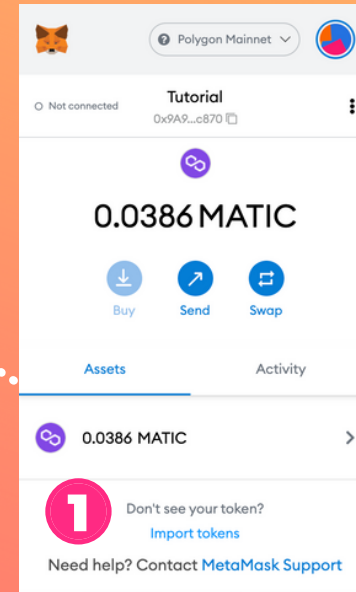 Polygon Mainnet
Not connected
Tutorial
0x9A9...c870
0.0386 MATIC
Buy Send Swap
Assets Activity
0.0386 MATIC
1
Don't see your token?
Import tokens
Need help? Contact MetaMask Support